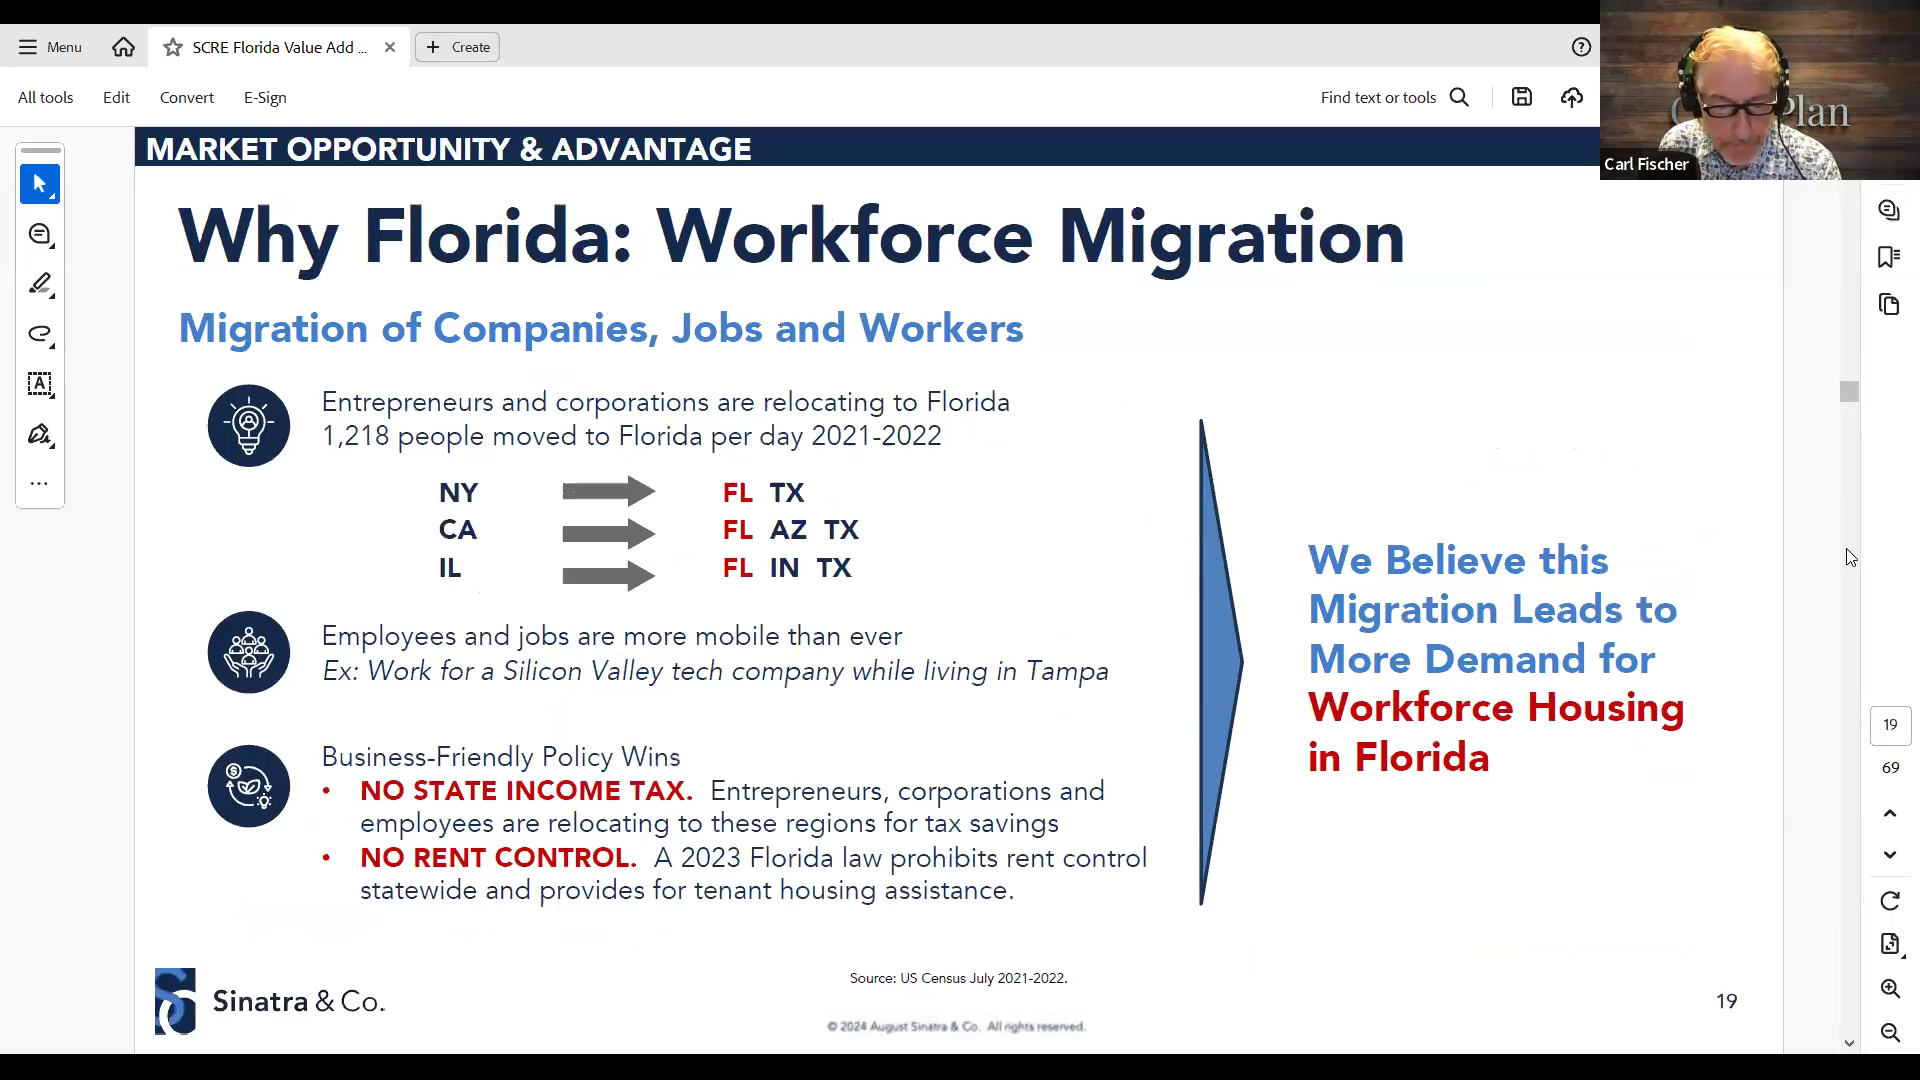 Menu
SCRE Florida Value Add ...
Create
All tools
Edit
Convert
E-Sign
Find text or tools
Plan
Carl Fischer
MARKET OPPORTUNITY & ADVANTAGE
Why Florida: Workforce Migration
Migration of Companies, Jobs and Workers
Entrepreneurs and corporations are relocating to Florida
1,218 people moved to Florida per day 2021-2022
NY FL TX
CA FL AZ TX
IL FL IN TX
Employees and jobs are more mobile than ever
Ex: Work for a Silicon Valley tech company while living in Tampa
Business-Friendly Policy Wins
• NO STATE INCOME TAX. Entrepreneurs, corporations and
employees are relocating to these regions for tax savings
• NO RENT CONTROL. A 2023 Florida law prohibits rent control
statewide and provides for tenant housing assistance.
We Believe this
Migration Leads to
More Demand for
Workforce Housing
in Florida
Source: US Census July 2021-2022.
Sinatra & Co.
© 2024 August Sinatra & Co. All rights reserved.
19
19
69